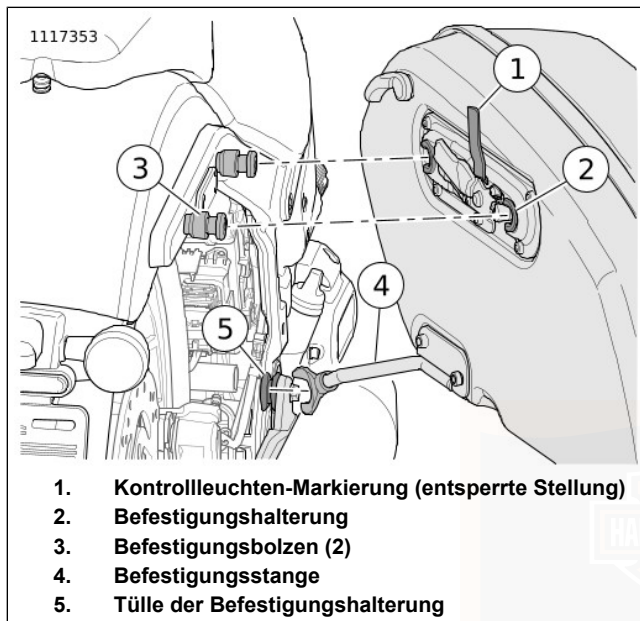 1117353
1
2
3
4
5
1. Kontrollleuchten-Markierung (entsperrte Stellung)
2. Befestigungshalterung
3. Befestigungsbolzen (2)
4. Befestigungsstange
5. Tülle der Befestigungshalterung
HA